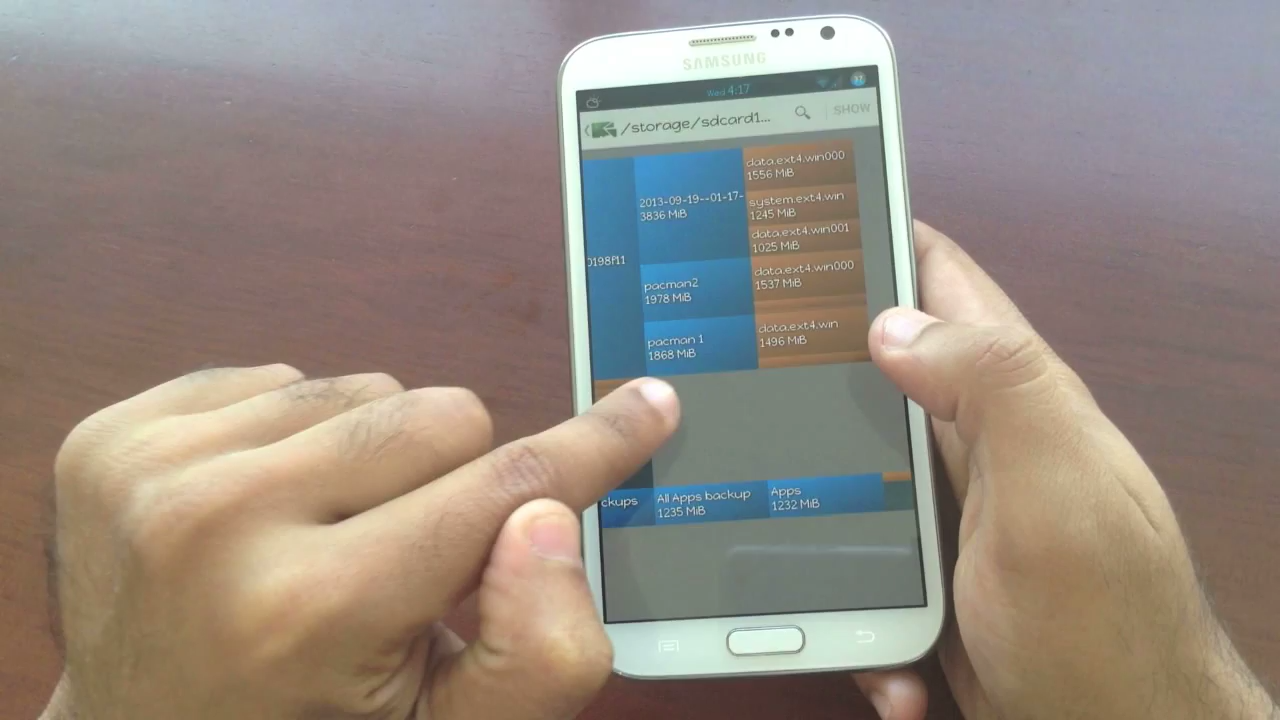 SAMSUNG
Wed 4:17
/storage/sdcard1...
SHOW
data.ext4.win000
1556 MiB
2013-09-19--01-17-
3836 MiB
system.ext4.win
1245 MiB
data.ext4.win001
1025 MiB
0198f11
pacman2
1978 MiB
data.ext4.win000
1537 MiB
pacman 1
1868 MiB
data.ext4.win
1496 MiB
ckups
All Apps backup
1235 MiB
Apps
1232 MiB